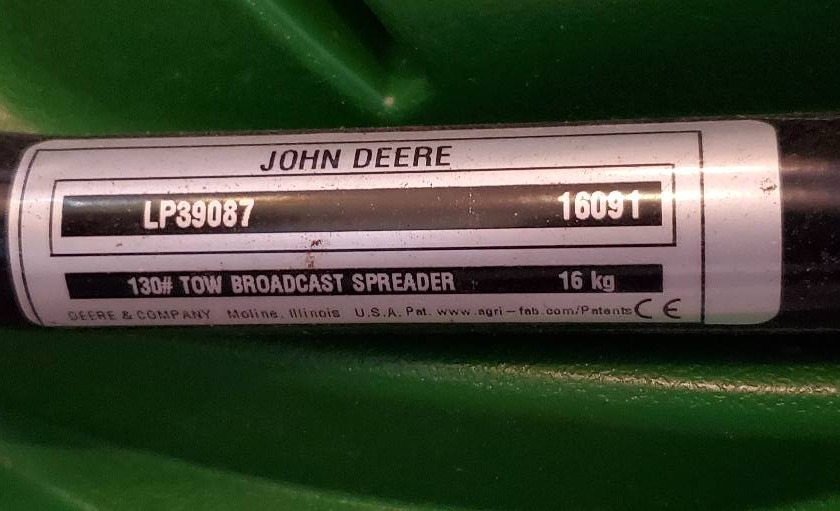 JOHN DEERE
LP39087 16091
130# TOW BROADCAST SPREADER 16 kg
DEERE & COMPANY Moline, Illinois U.S.A. Pat. www.agri-fab.com/Patents CE